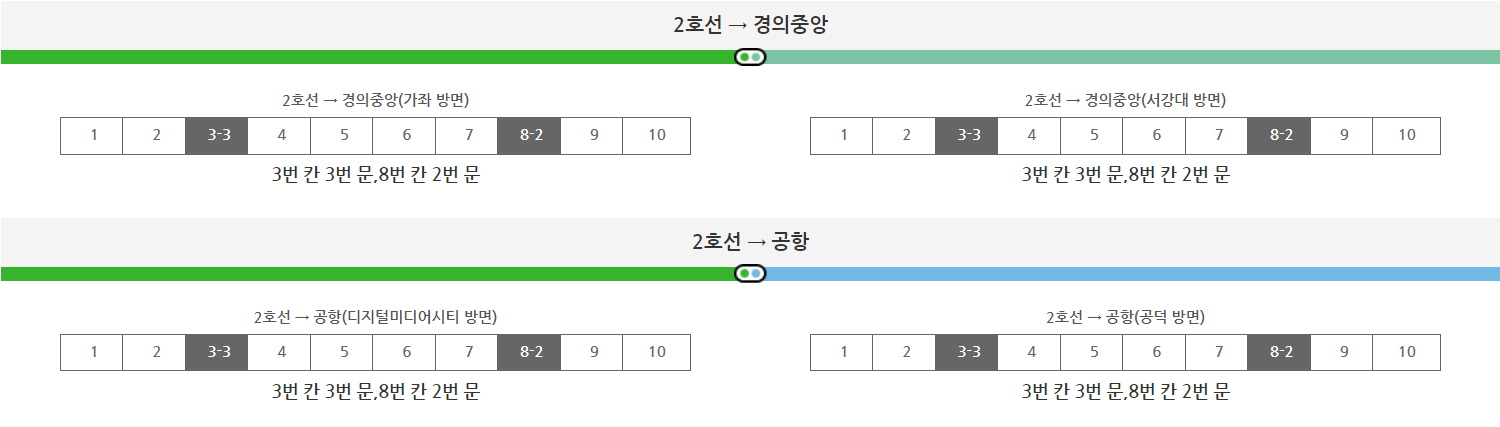 2호선 → 경의중앙
2호선 → 경의중앙(가좌 방면)
1 2 3-3 4 5 6 7 8-2 9 10
3번 칸 3번 문,8번 칸 2번 문
2호선 → 경의중앙(서강대 방면)
1 2 3-3 4 5 6 7 8-2 9 10
3번 칸 3번 문,8번 칸 2번 문
2호선 → 공항
2호선 → 공항(디지털미디어시티 방면)
1 2 3-3 4 5 6 7 8-2 9 10
3번 칸 3번 문,8번 칸 2번 문
2호선 → 공항(공덕 방면)
1 2 3-3 4 5 6 7 8-2 9 10
3번 칸 3번 문,8번 칸 2번 문